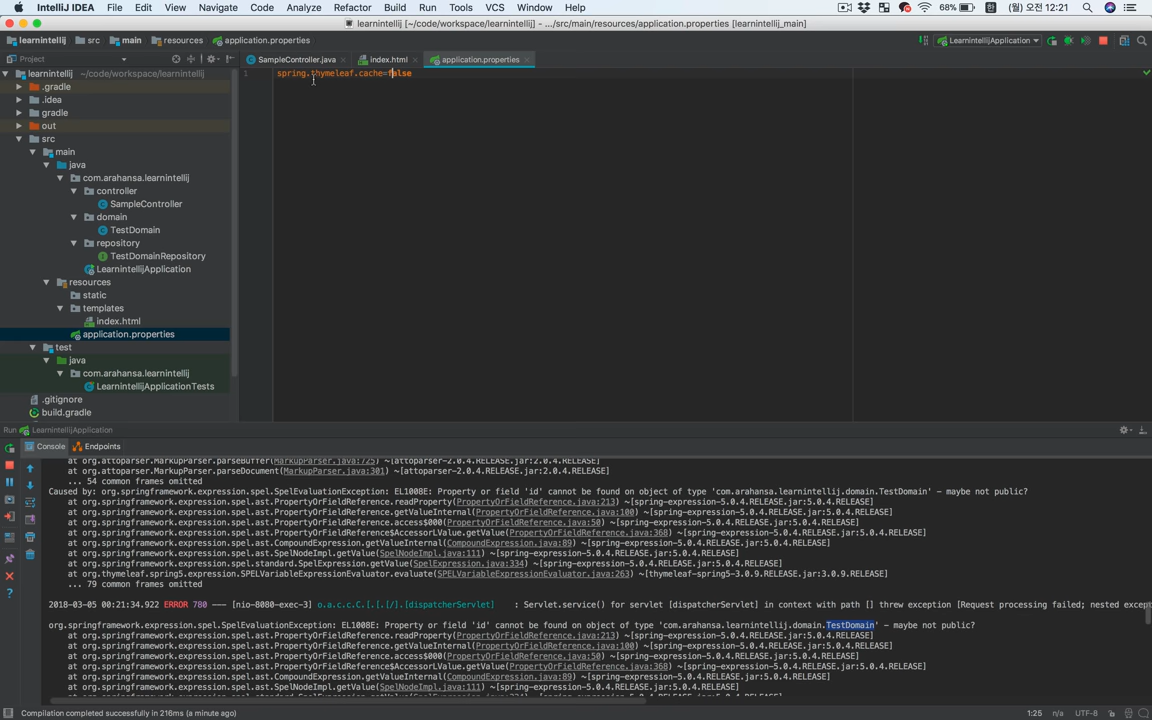 IntelliJ IDEA File Edit View Navigate Code Analyze Refactor Build Run Tools VCS Window Help 68% 한 (월) 오전 12:21
learnintellij [~/code/workspace/learnintellij] - .../src/main/resources/application.properties [learnintellij_main]
learnintellij src main resources application.properties LearnintellijApplication
Project SampleController.java index.html application.properties
learnintellij ~/code/workspace/learnintellij
1 spring.thymeleaf.cache=false
.gradle
.idea
gradle
out
src
main
java
com.arahansa.learnintellij
controller
SampleController
domain
TestDomain
repository
TestDomainRepository
LearnintellijApplication
resources
static
templates
index.html
application.properties
test
java
com.arahansa.learnintellij
LearnintellijApplicationTests
.gitignore
build.gradle
Run LearnintellijApplication
Console Endpoints
at org.attoparser.MarkupParser.parseBuffer(MarkupParser.java:725) ~[attoparser-2.0.4.RELEASE.jar:2.0.4.RELEASE]
at org.attoparser.MarkupParser.parseDocument(MarkupParser.java:301) ~[attoparser-2.0.4.RELEASE.jar:2.0.4.RELEASE]
... 54 common frames omitted
Caused by: org.springframework.expression.spel.SpelEvaluationException: EL1008E: Property or field 'id' cannot be found on object of type 'com.arahansa.learnintellij.domain.TestDomain' - maybe not public?
at org.springframework.expression.spel.ast.PropertyOrFieldReference.readProperty(PropertyOrFieldReference.java:213) ~[spring-expression-5.0.4.RELEASE.jar:5.0.4.RELEASE]
at org.springframework.expression.spel.ast.PropertyOrFieldReference.getValueInternal(PropertyOrFieldReference.java:100) ~[spring-expression-5.0.4.RELEASE.jar:5.0.4.RELEASE]
at org.springframework.expression.spel.ast.PropertyOrFieldReference.access$000(PropertyOrFieldReference.java:50) ~[spring-expression-5.0.4.RELEASE.jar:5.0.4.RELEASE]
at org.springframework.expression.spel.ast.PropertyOrFieldReference$AccessorLValue.getValue(PropertyOrFieldReference.java:368) ~[spring-expression-5.0.4.RELEASE.jar:5.0.4.RELEASE]
at org.springframework.expression.spel.ast.CompoundExpression.getValueInternal(CompoundExpression.java:89) ~[spring-expression-5.0.4.RELEASE.jar:5.0.4.RELEASE]
at org.springframework.expression.spel.ast.SpelNodeImpl.getValue(SpelNodeImpl.java:111) ~[spring-expression-5.0.4.RELEASE.jar:5.0.4.RELEASE]
at org.springframework.expression.spel.standard.SpelExpression.getValue(SpelExpression.java:334) ~[spring-expression-5.0.4.RELEASE.jar:5.0.4.RELEASE]
at org.thymeleaf.spring5.expression.SPELVariableExpressionEvaluator.evaluate(SPELVariableExpressionEvaluator.java:263) ~[thymeleaf-spring5-3.0.9.RELEASE.jar:3.0.9.RELEASE]
... 79 common frames omitted
2018-03-05 00:21:34.922 ERROR 780 --- [nio-8080-exec-3] o.a.c.c.C.[.[.[/].[dispatcherServlet] : Servlet.service() for servlet [dispatcherServlet] in context with path [] threw exception [Request processing failed; nested except
org.springframework.expression.spel.SpelEvaluationException: EL1008E: Property or field 'id' cannot be found on object of type 'com.arahansa.learnintellij.domain.TestDomain' - maybe not public?
at org.springframework.expression.spel.ast.PropertyOrFieldReference.readProperty(PropertyOrFieldReference.java:213) ~[spring-expression-5.0.4.RELEASE.jar:5.0.4.RELEASE]
at org.springframework.expression.spel.ast.PropertyOrFieldReference.getValueInternal(PropertyOrFieldReference.java:100) ~[spring-expression-5.0.4.RELEASE.jar:5.0.4.RELEASE]
at org.springframework.expression.spel.ast.PropertyOrFieldReference.access$000(PropertyOrFieldReference.java:50) ~[spring-expression-5.0.4.RELEASE.jar:5.0.4.RELEASE]
at org.springframework.expression.spel.ast.PropertyOrFieldReference$AccessorLValue.getValue(PropertyOrFieldReference.java:368) ~[spring-expression-5.0.4.RELEASE.jar:5.0.4.RELEASE]
at org.springframework.expression.spel.ast.CompoundExpression.getValueInternal(CompoundExpression.java:89) ~[spring-expression-5.0.4.RELEASE.jar:5.0.4.RELEASE]
at org.springframework.expression.spel.ast.SpelNodeImpl.getValue(SpelNodeImpl.java:111) ~[spring-expression-5.0.4.RELEASE.jar:5.0.4.RELEASE]
Compilation completed successfully in 216ms (a minute ago) 1:25 n/a UTF-8